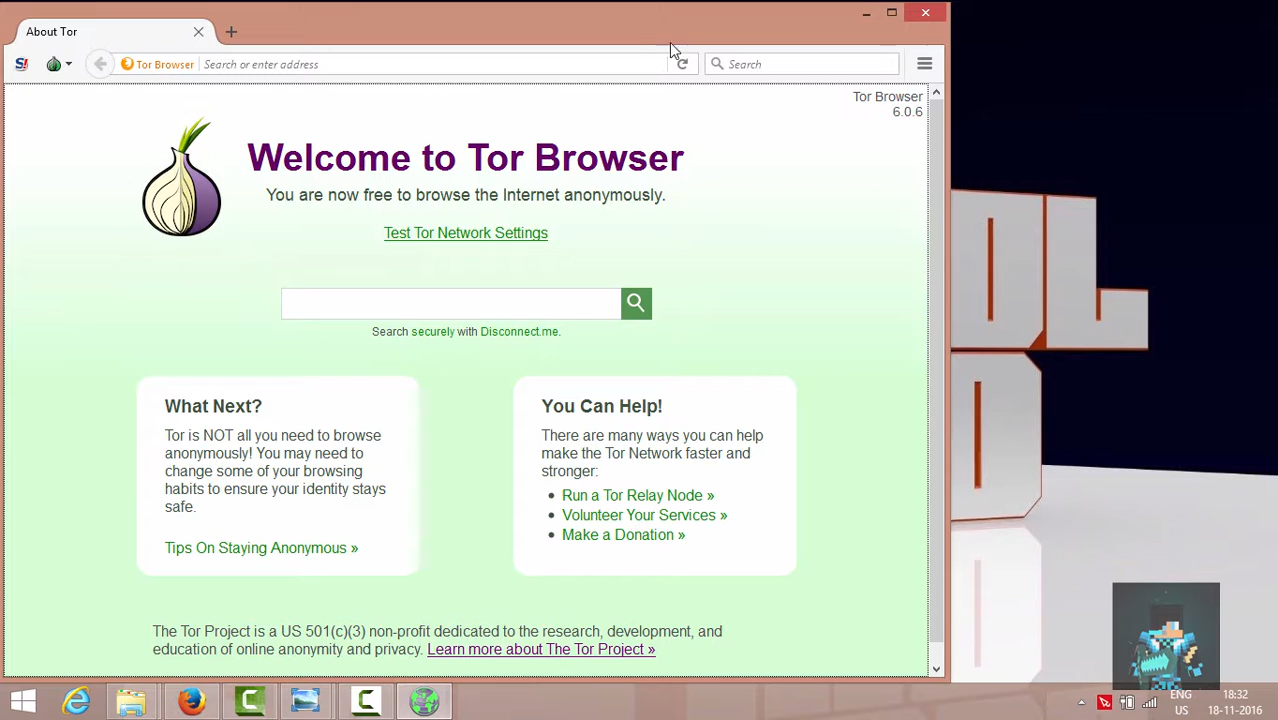 About Tor
Tor Browser
Search or enter address
Search
Tor Browser
6.0.6
Welcome to Tor Browser
You are now free to browse the Internet anonymously.
Test Tor Network Settings
Search securely with Disconnect.me.
What Next?
Tor is NOT all you need to browse
anonymously! You may need to
change some of your browsing
habits to ensure your identity stays
safe.
Tips On Staying Anonymous »
You Can Help!
There are many ways you can help
make the Tor Network faster and
stronger:
• Run a Tor Relay Node »
• Volunteer Your Services »
• Make a Donation »
The Tor Project is a US 501(c)(3) non-profit dedicated to the research, development, and
education of online anonymity and privacy. Learn more about The Tor Project »
ENG
US
18:32
18-11-2016